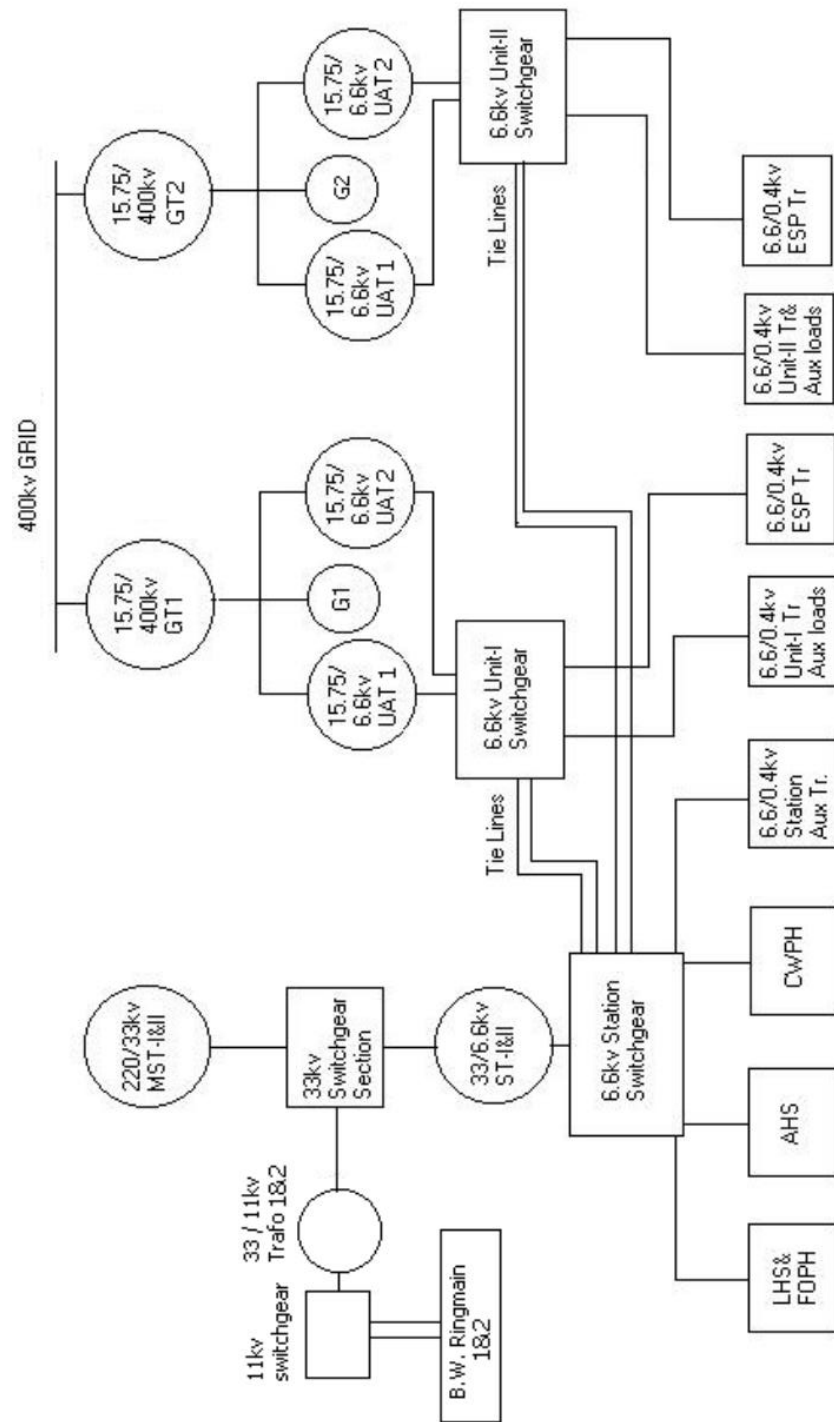 400kv GRID
220/33kv
MST-I&II
15.75/
400kv
GT1
15.75/
400kv
GT2
33 / 11kv
Trafo 1&2
11kv
switchgear
33kv
Switchgear
Section
B.W. Ringmain
1&2
33/6.6kv
ST-I&II
15.75/
6.6kv
UAT 1
G1
15.75/
6.6kv
UAT2
15.75/
6.6kv
UAT 1
G2
15.75/
6.6kv
UAT2
6.6kv Unit-I
Switchgear
6.6kv Unit-II
Switchgear
Tie Lines
Tie Lines
6.6kv Station
Switchgear
LHS&
FOPH
AHS
CWPH
6.6/0.4kv
Station
Aux Tr.
6.6/0.4kv
Unit-I Tr
Aux loads
6.6/0.4kv
ESP Tr
6.6/0.4kv
Unit-II Tr&
Aux loads
6.6/0.4kv
ESP Tr